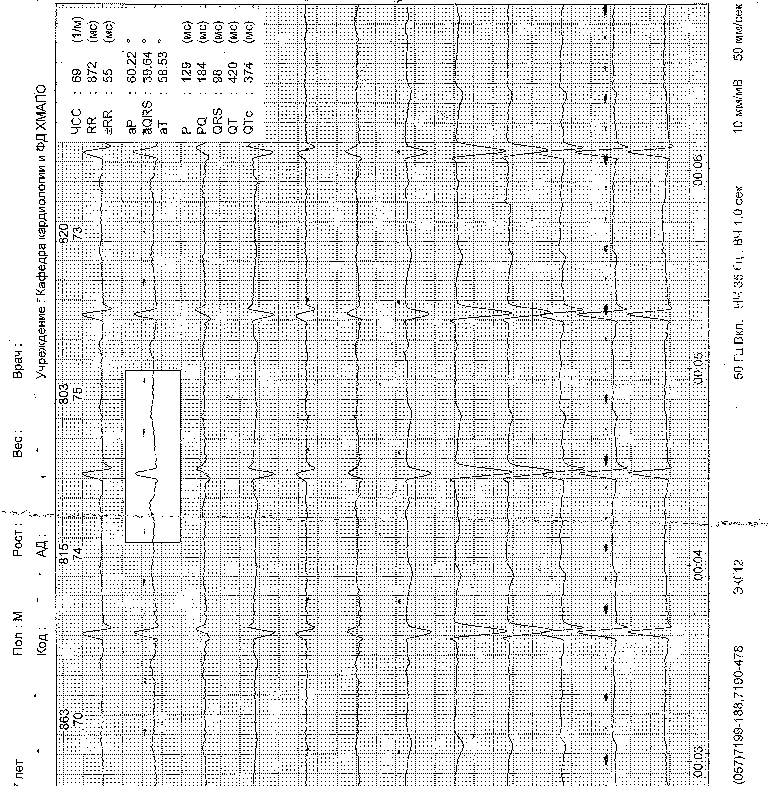 лет Пол : М Рост : Вес : Врач :
Код : АД : Учреждение : Кафедра кардиологии и ФД ХМАПО
863 815 803 820
70 74 75 73
ЧСС : 69 (1/м)
RR : 872 (мс)
±RR : 55 (мс)
aP : 60.22 °
aQRS : 39.64 °
aT : 58.53 °
P : 129 (мс)
PQ : 184 (мс)
QRS : 98 (мс)
QT : 420 (мс)
QTc : 374 (мс)
00:03 00:04 00:05 00:06
(057)7199-188,7190-478 ЭКГ12 50 Гц Вкл. НЧ 35 Гц, ВЧ 1,0 сек 10 мм/мВ 50 мм/сек